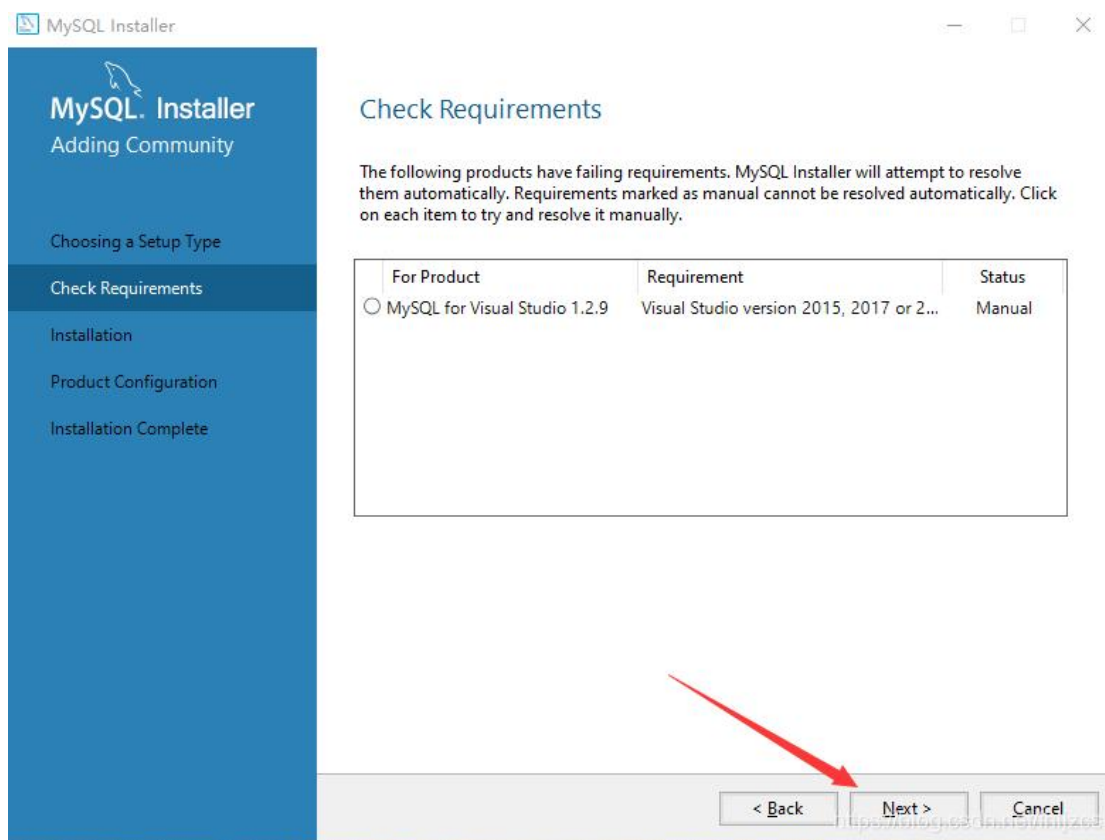 MySQL Installer
MySQL. Installer
Adding Community
Choosing a Setup Type
Check Requirements
Installation
Product Configuration
Installation Complete
Check Requirements
The following products have failing requirements. MySQL Installer will attempt to resolve
them automatically. Requirements marked as manual cannot be resolved automatically. Click
on each item to try and resolve it manually.
For Product Requirement Status
MySQL for Visual Studio 1.2.9 Visual Studio version 2015, 2017 or 2... Manual
< Back Next > Cancel